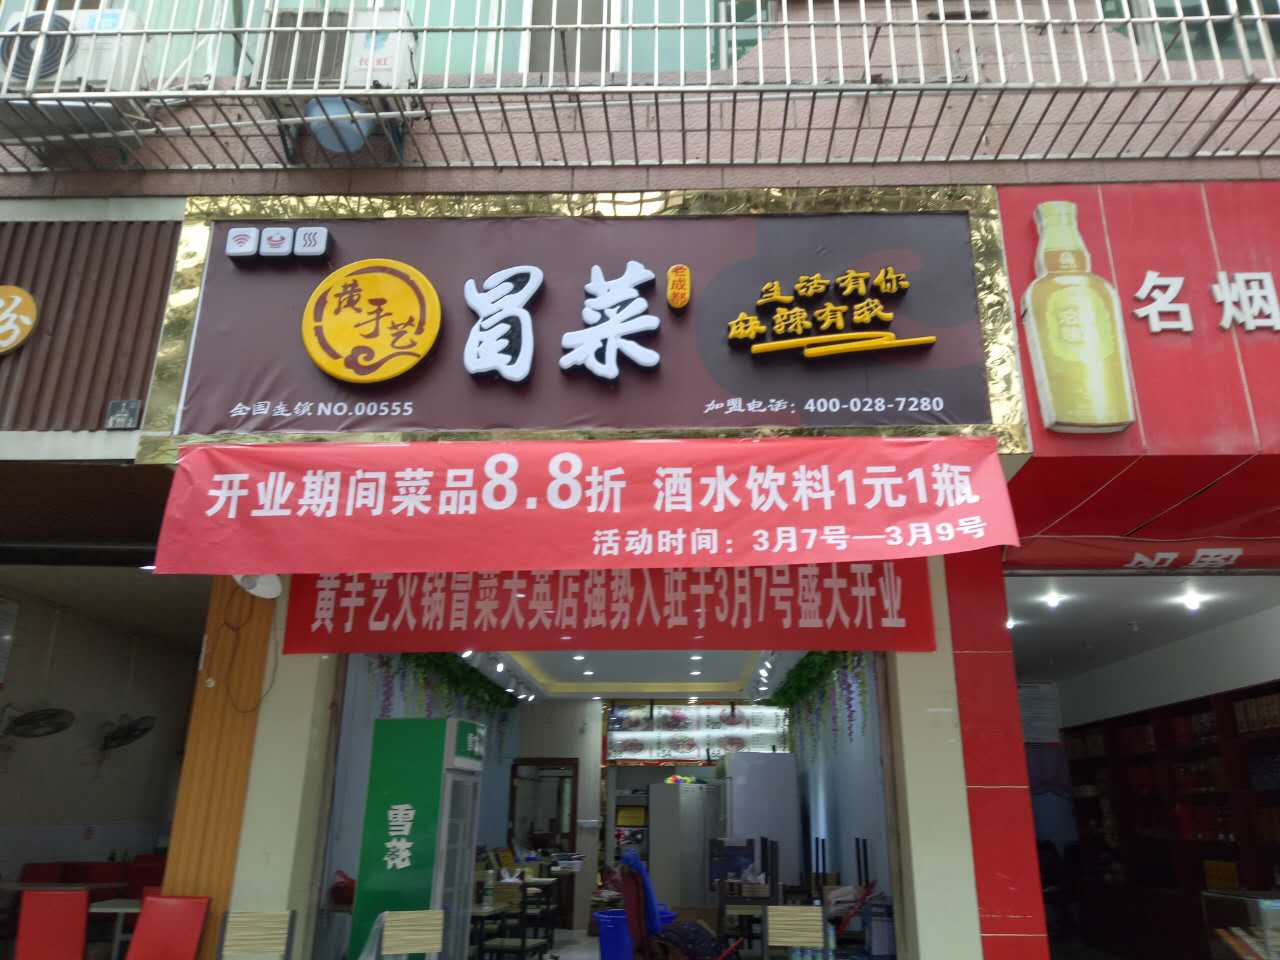 黄手艺
冒菜
老成都
生活有你
麻辣有我
全国连锁 NO.00555
加盟电话：400-028-7280
名烟
开业期间菜品8.8折 酒水饮料1元1瓶
活动时间：3月7号—3月9号
黄手艺火锅冒菜大英店强势入驻于3月7号盛大开业
雪花
粉